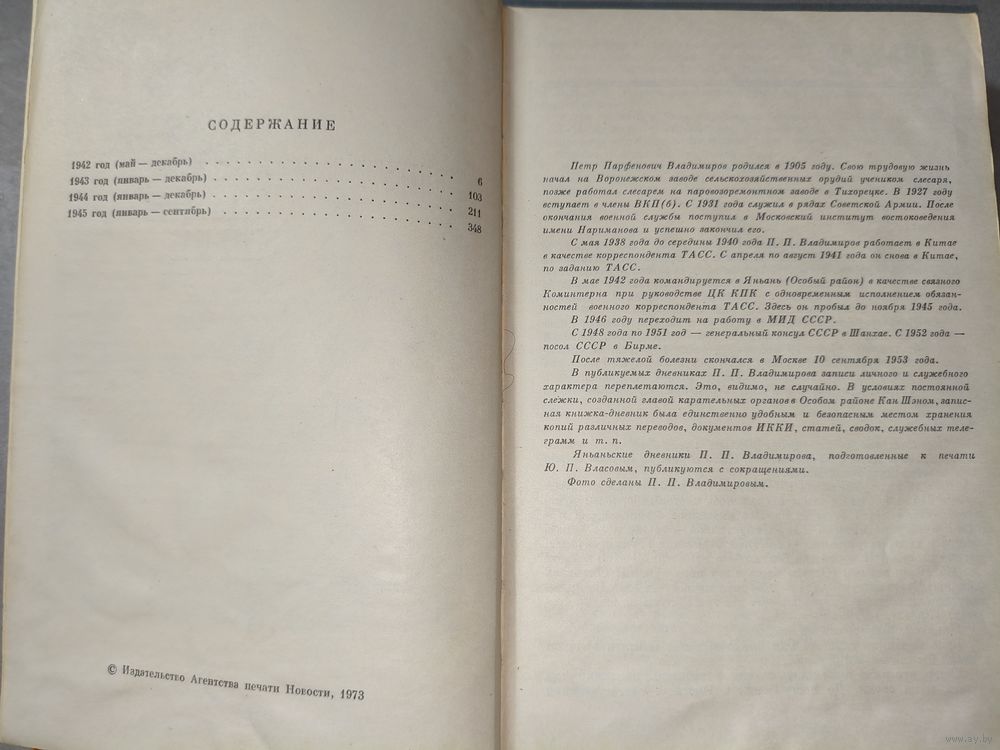 СОДЕРЖАНИЕ
1942 год (май — декабрь) . . . . . . . . . . . . . . . . . . . . 6
1943 год (январь — декабрь) . . . . . . . . . . . . . . . . . . . 103
1944 год (январь — декабрь) . . . . . . . . . . . . . . . . . . . 211
1945 год (январь — сентябрь) . . . . . . . . . . . . . . . . . . . 348
© Издательство Агентства печати Новости, 1973
Петр Парфенович Владимиров родился в 1905 году. Свою трудовую жизнь
начал на Воронежском заводе сельскохозяйственных орудий учеником слесаря,
позже работал слесарем на паровозоремонтном заводе в Тихорецке. В 1927 году
вступает в члены ВКП(б). С 1931 года служил в рядах Советской Армии. После
окончания военной службы поступил в Московский институт востоковедения
имени Нариманова и успешно закончил его.
С мая 1938 года до середины 1940 года П. П. Владимиров работает в Китае
в качестве корреспондента ТАСС. С апреля по август 1941 года он снова в Китае,
по заданию ТАСС.
В мае 1942 года командируется в Яньань (Особый район) в качестве связного
Коминтерна при руководстве ЦК КПК с одновременным исполнением обязан-
ностей военного корреспондента ТАСС. Здесь он пробыл до ноября 1945 года.
В 1946 году переходит на работу в МИД СССР.
С 1948 года по 1951 год — генеральный консул СССР в Шанхае. С 1952 года —
посол СССР в Бирме.
После тяжелой болезни скончался в Москве 10 сентября 1953 года.
В публикуемых дневниках П. П. Владимирова записи личного и служебного
характера переплетаются. Это, видимо, не случайно. В условиях постоянной
слежки, созданной главой карательных органов в Особом районе Кан Шэном, запис-
ная книжка-дневник была единственно удобным и безопасным местом хранения
копий различных переводов, документов ИККИ, статей, сводок, служебных теле-
грамм и т. п.
Яньаньские дневники П. П. Владимирова, подготовленные к печати
Ю. П. Власовым, публикуются с сокращениями.
Фото сделаны П. П. Владимировым.
www.ay.by